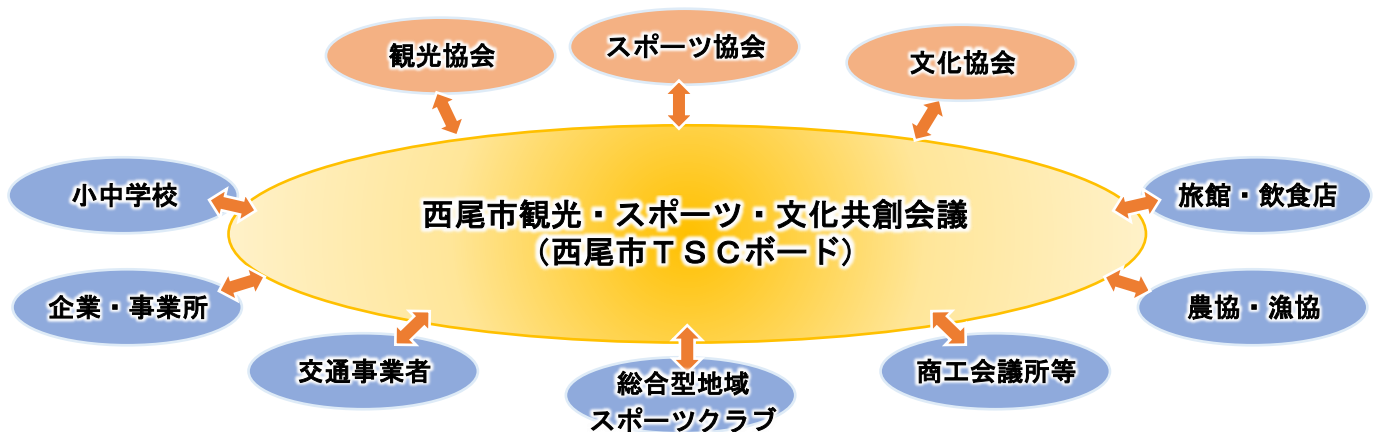 観光協会
スポーツ協会
文化協会
小中学校
旅館・飲食店
西尾市観光・スポーツ・文化共創会議
（西尾市ＴＳＣボード）
企業・事業所
農協・漁協
交通事業者
総合型地域
スポーツクラブ
商工会議所等